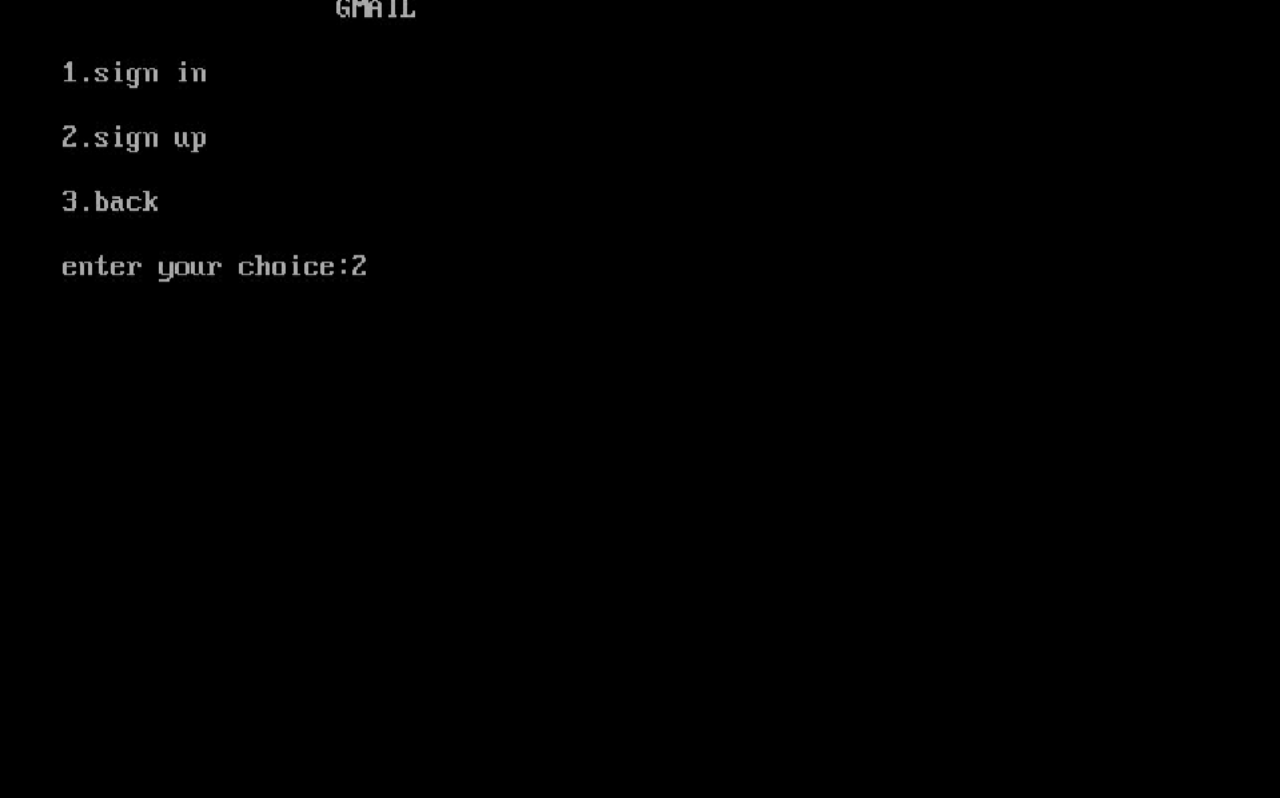 GMAIL
1.sign in
2.sign up
3.back
enter your choice:2